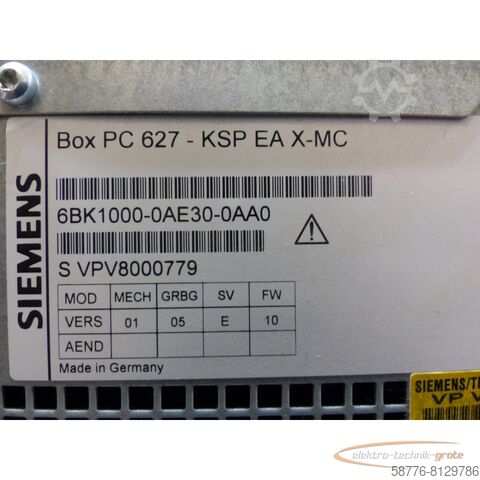 SIEMENS
Box PC 627 - KSP EA X-MC
6BK1000-0AE30-0AA0
S VPV8000779
MOD MECH GRBG SV FW
VERS 01 05 E 10
AEND
Made in Germany
SIEMENS/
VP
elektro-technik-grote
58776-8129786